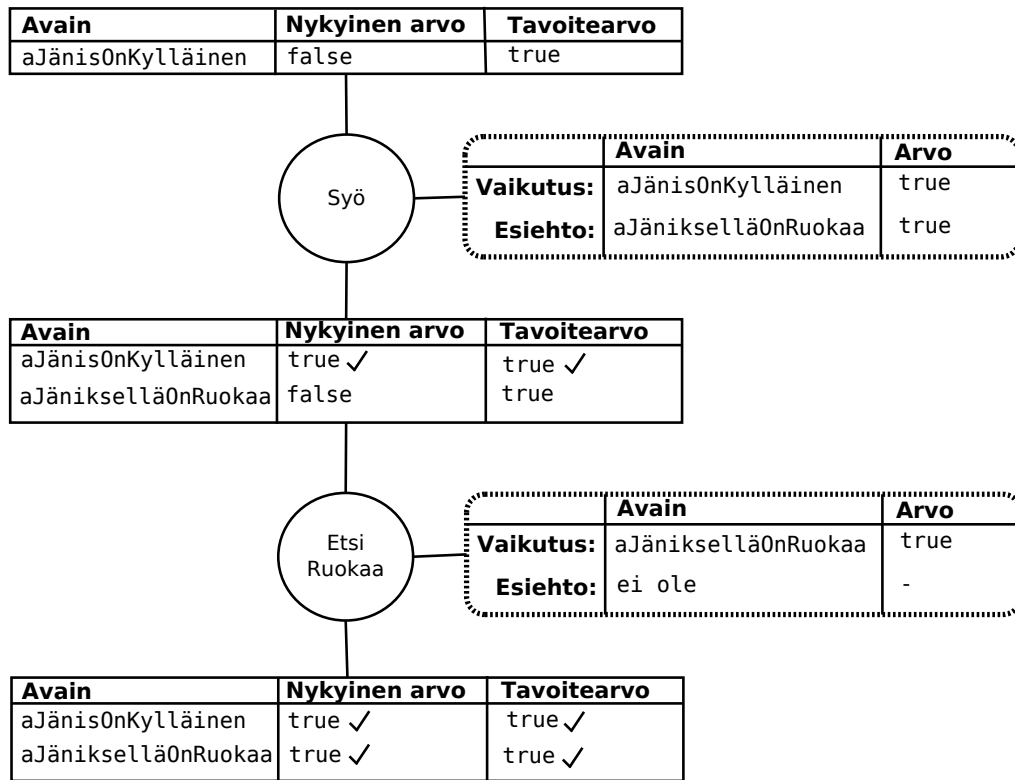 Avain Nykyinen arvo Tavoitearvo
aJänisOnKylläinen false true
Syö
Avain Arvo
Vaikutus: aJänisOnKylläinen true
Esiehto: aJänikselläOnRuokaa true
Avain Nykyinen arvo Tavoitearvo
aJänisOnKylläinen true ✓ true ✓
aJänikselläOnRuokaa false true
Etsi
Ruokaa
Avain Arvo
Vaikutus: aJänikselläOnRuokaa true
Esiehto: ei ole -
Avain Nykyinen arvo Tavoitearvo
aJänisOnKylläinen true ✓ true ✓
aJänikselläOnRuokaa true ✓ true ✓